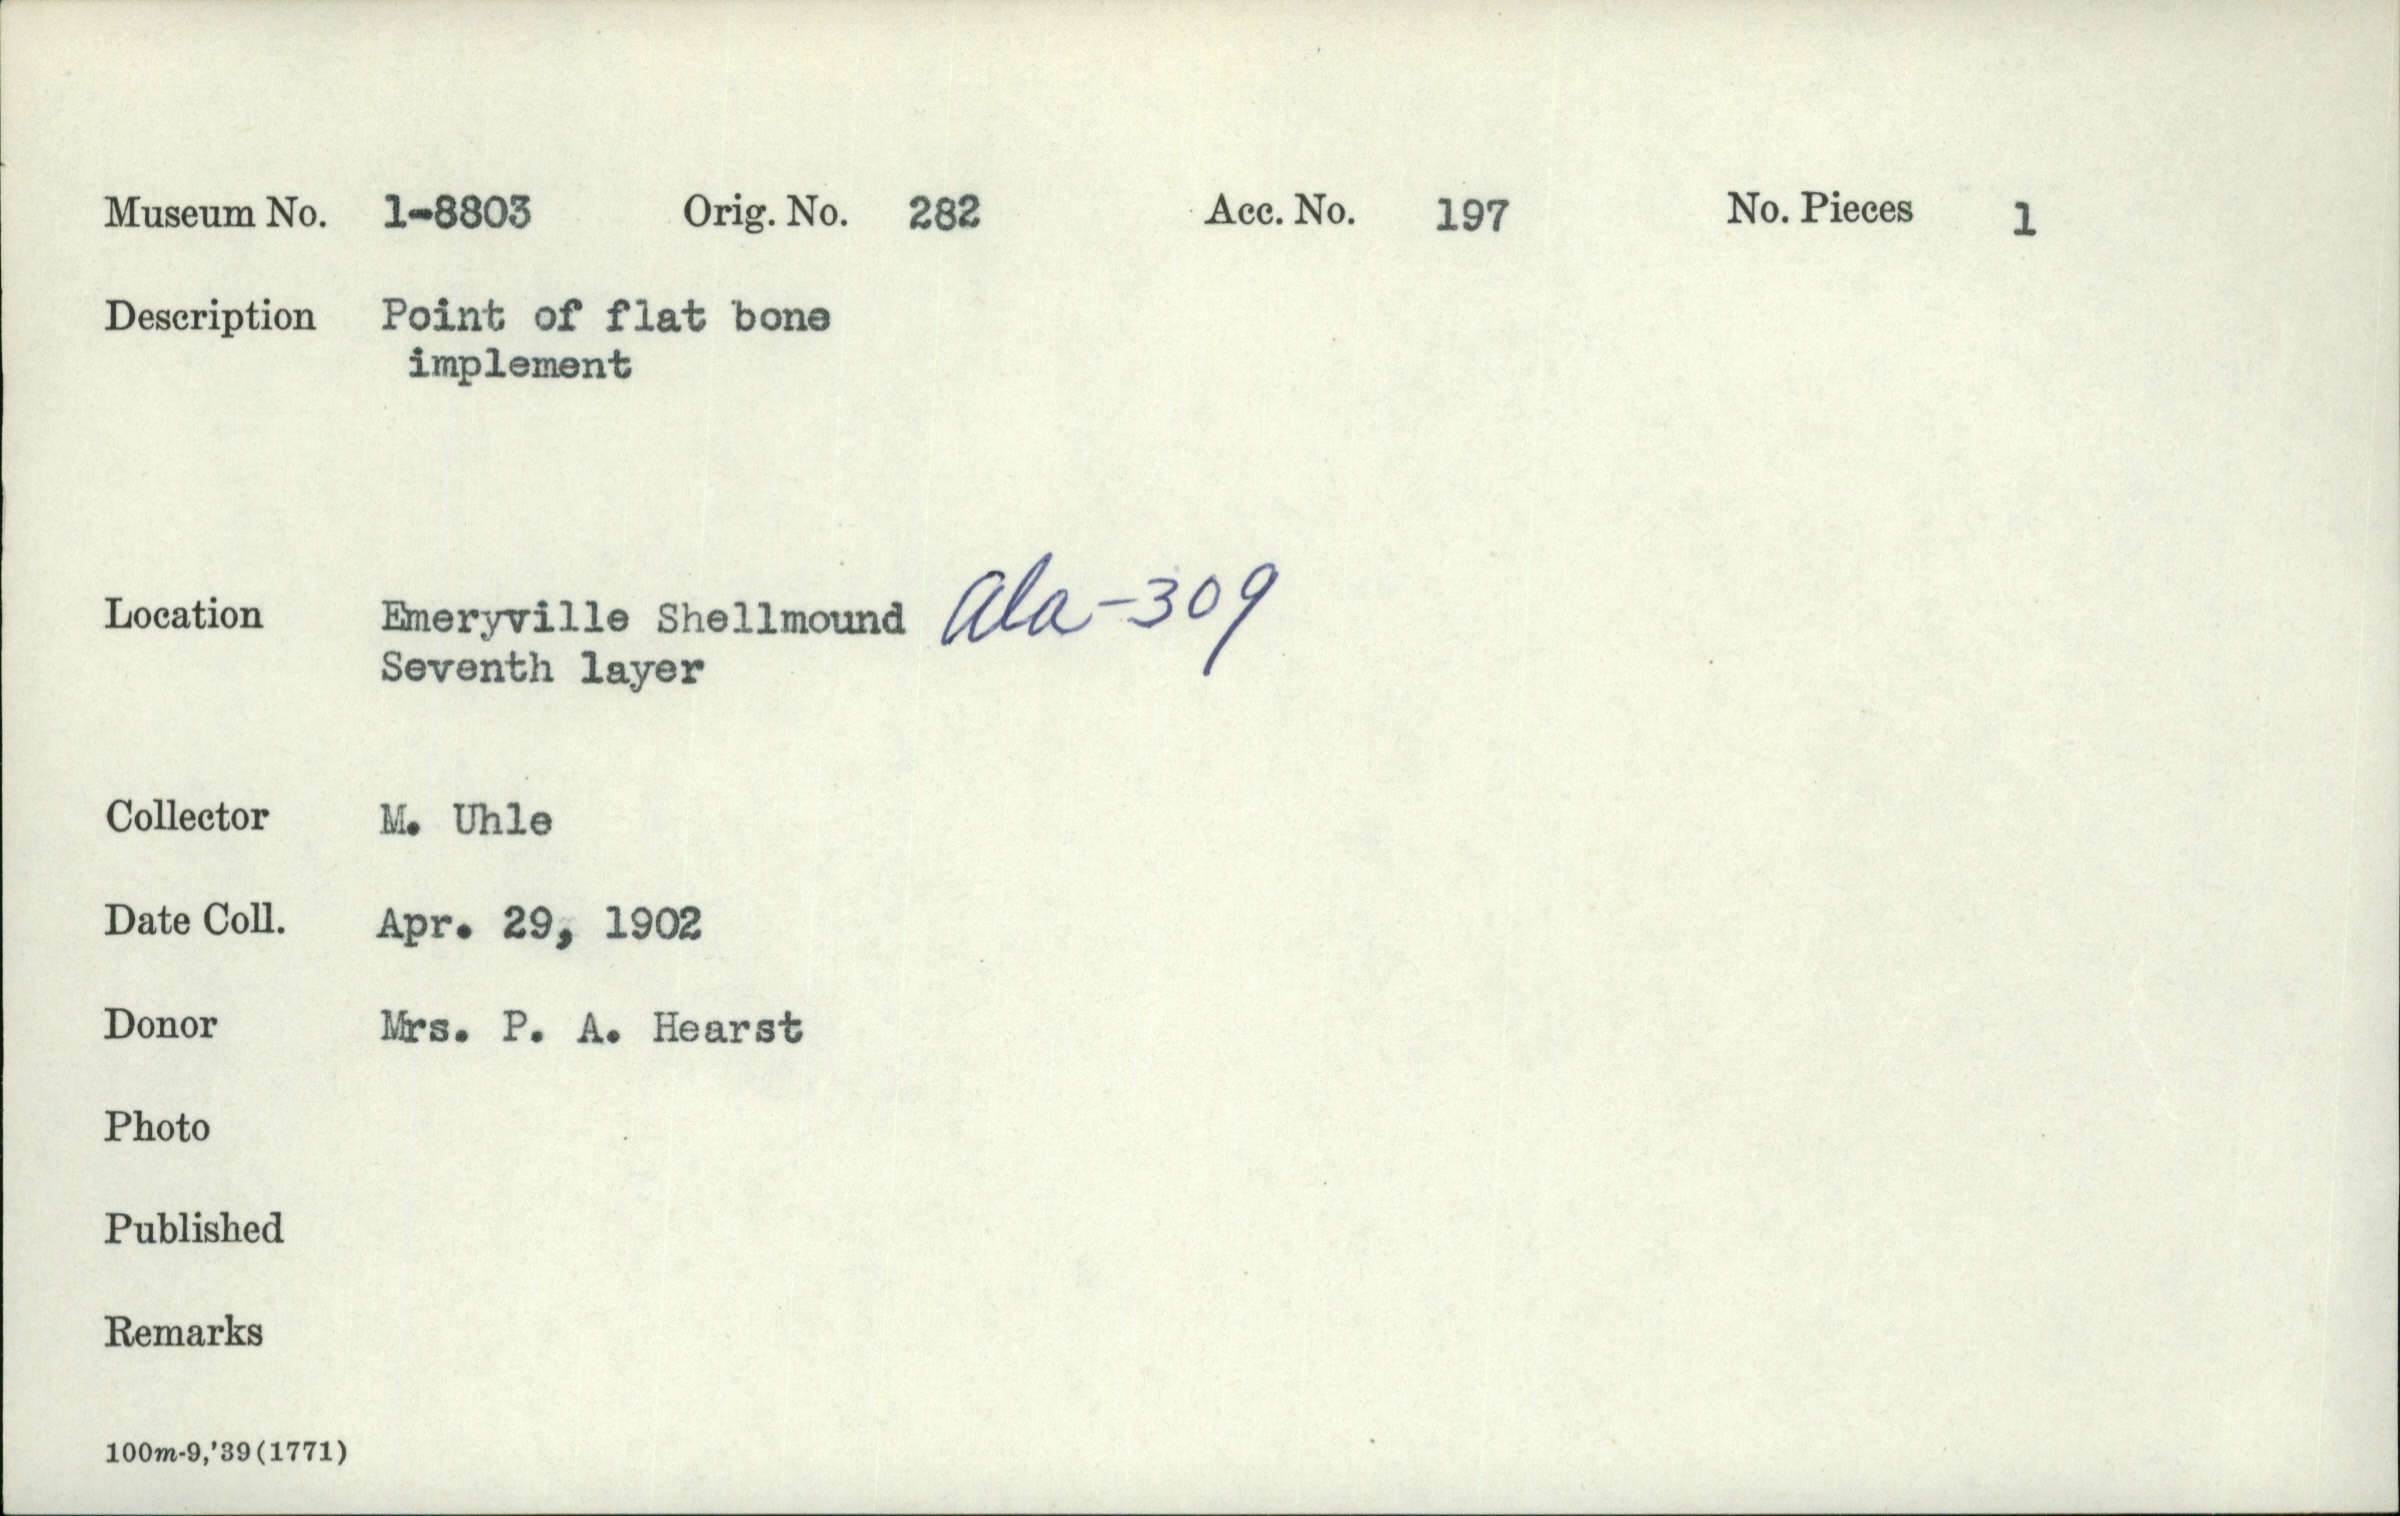 Museum No. 1-8803 Orig. No. 282 Acc. No. 197 No. Pieces 1
Description Point of flat bone
implement
Location Emeryville Shellmound Ala-309
Seventh layer
Collector M. Uhle
Date Coll. Apr. 29, 1902
Donor Mrs. P. A. Hearst
Photo
Published
Remarks
100m-9,'39(1771)